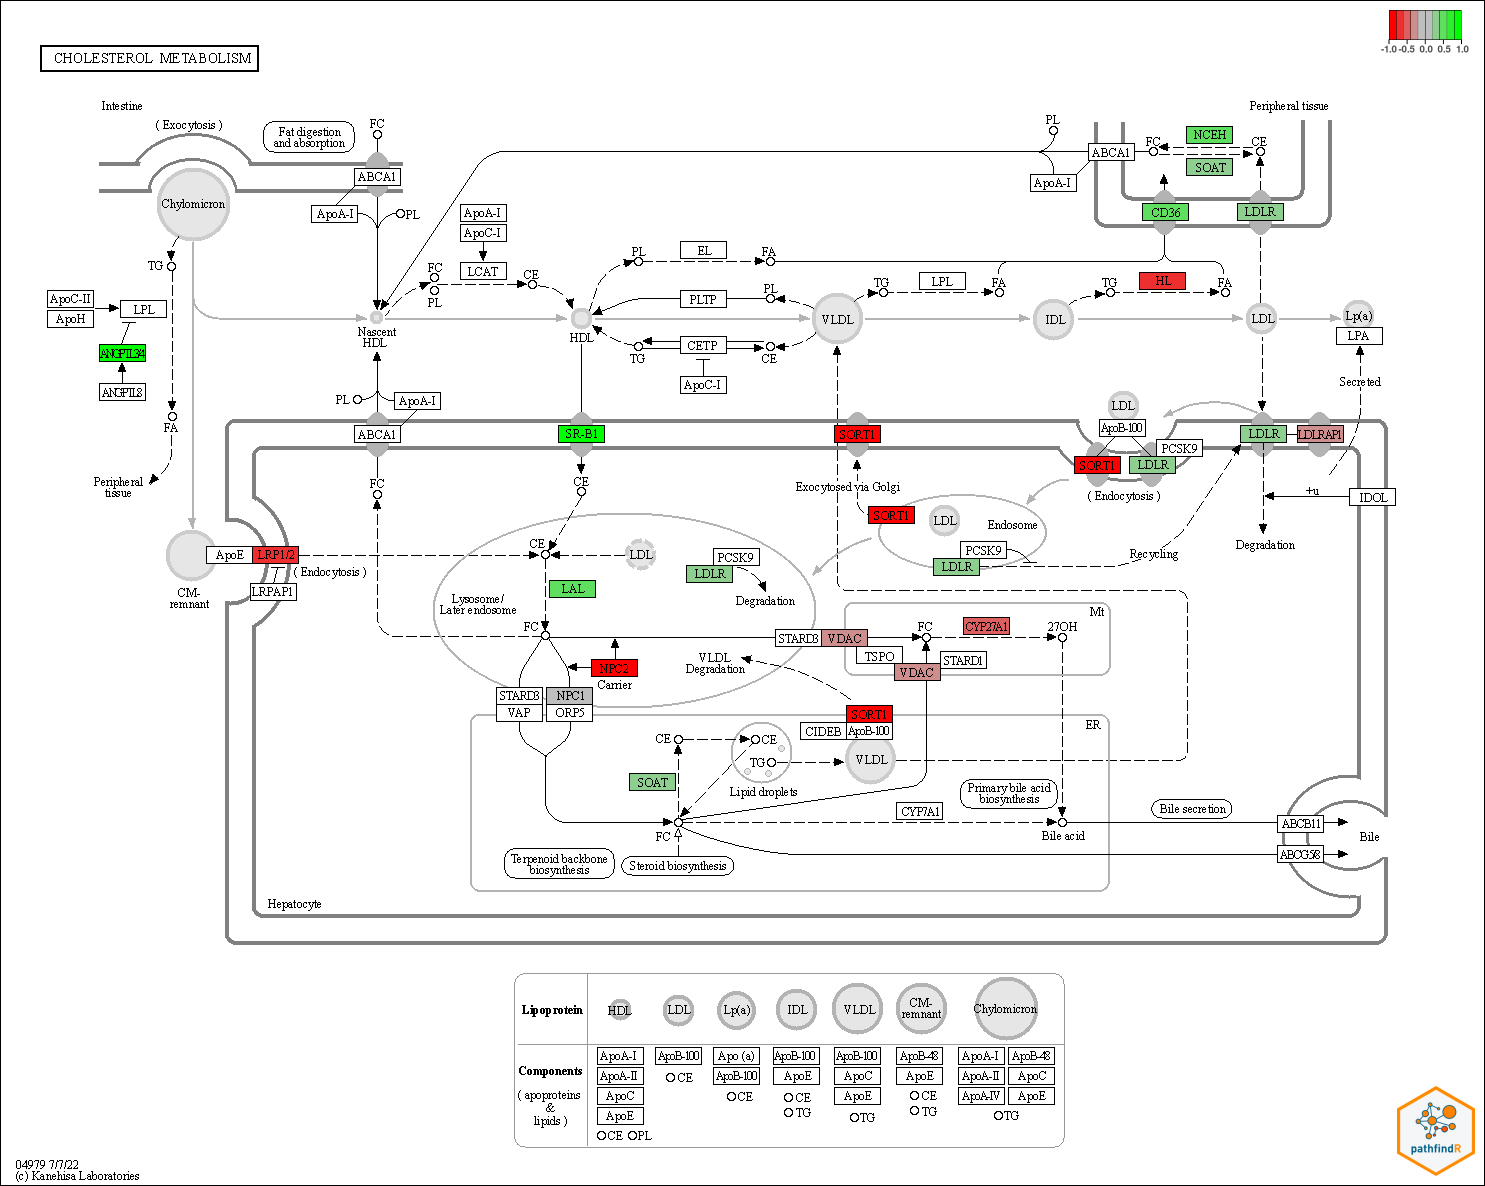 CHOLESTEROL METABOLISM
-1.0 -0.5 0.0 0.5 1.0
Intestine
( Exocytosis )
Fat digestion
and absorption
FC
ABCA1
ApoA-I
PL
Chylomicron
TG
ApoC-II
ApoH
LPL
ANGPTL3/4
ANGPTL8
FA
Peripheral
tissue
ApoA-I
ApoC-I
LCAT
FC
PL
CE
Nascent
HDL
HDL
PL
EL
FA
PLTP
PL
CETP
TG
CE
ApoC-I
VLDL
TG
LPL
FA
IDL
TG
HL
FA
LDL
Lp(a)
LPA
Secreted
Peripheral tissue
PL
ABCA1
ApoA-I
FC
NCEH
CE
SOAT
CD36
LDLR
PL
ApoA-I
ABCA1
FC
SR-B1
CE
SORT1
Exocytosed via Golgi
SORT1
LDL
ApoB-100
SORT1
LDLR
PCSK9
( Endocytosis )
LDLR
LDLRAP1
+u
IDOL
Degradation
LDL
Endosome
PCSK9
LDLR
Recycling
CM-
remnant
ApoE
LRP1/2
( Endocytosis )
LRPAP1
CE
LDL
LAL
Lysosome/
Later endosome
PCSK9
LDLR
Degradation
FC
NPC2
Carrier
STARD3
NPC1
VAP
ORP5
STARD3
VDAC
FC
CYP27A1
27OH
Mt
TSPO
STARD1
VDAC
VLDL
Degradation
SORT1
CIDEB
ApoB-100
VLDL
ER
CE
CE
TG
Lipid droplets
SOAT
FC
CYP7A1
Primary bile acid
biosynthesis
Bile acid
Bile secretion
ABCB11
ABCG5/8
Bile
Terpenoid backbone
biosynthesis
Steroid biosynthesis
Hepatocyte
Lipoprotein
HDL
LDL
Lp(a)
IDL
VLDL
CM-
remnant
Chylomicron
Components
( apoproteins
&
lipids )
ApoA-I
ApoA-II
ApoC
ApoE
CE PL
ApoB-100
CE
Apo (a)
ApoB-100
CE
ApoB-100
ApoE
CE
TG
ApoB-100
ApoC
ApoE
TG
ApoB-48
ApoE
CE
TG
ApoA-I ApoB-48
ApoA-II ApoC
ApoA-IV ApoE
TG
04979 7/7/22
(c) Kanehisa Laboratories
pathfindR